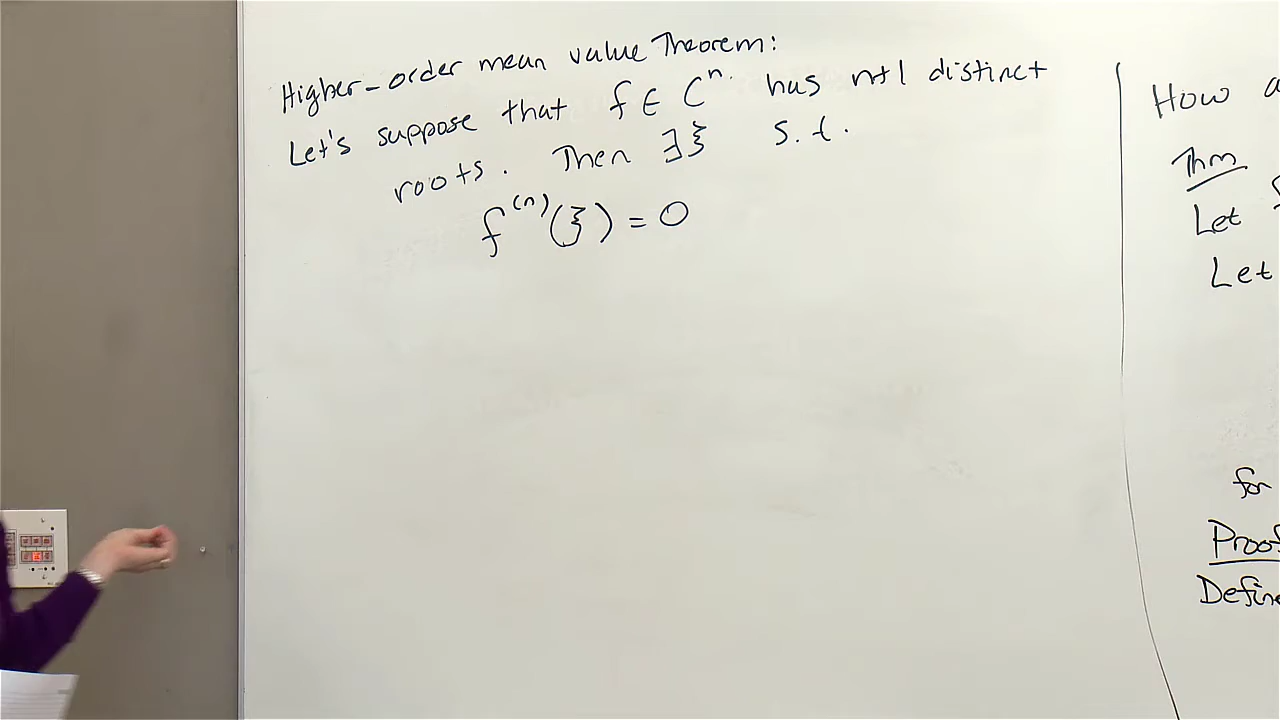 Higher-order mean value Theorem:
Let's suppose that f ∈ Cⁿ has n+1 distinct
roots. Then ∃ ξ s.t.
f⁽ⁿ⁾(ξ) = 0
How
Thm
Let
Let
for
Proof
Define